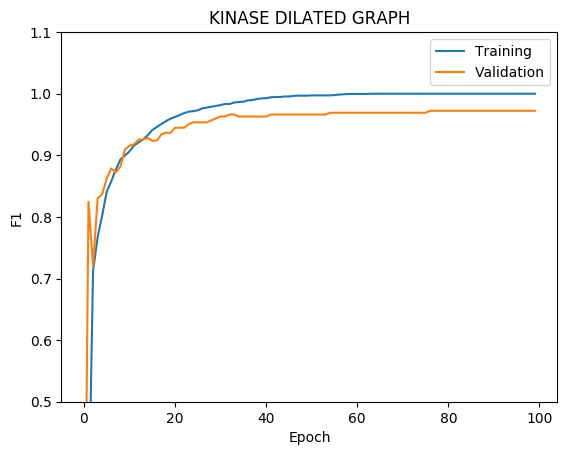 KINASE DILATED GRAPH
Training
Validation
1.1
1.0
0.9
0.8
0.7
0.6
0.5
F1
0
20
40
60
80
100
Epoch